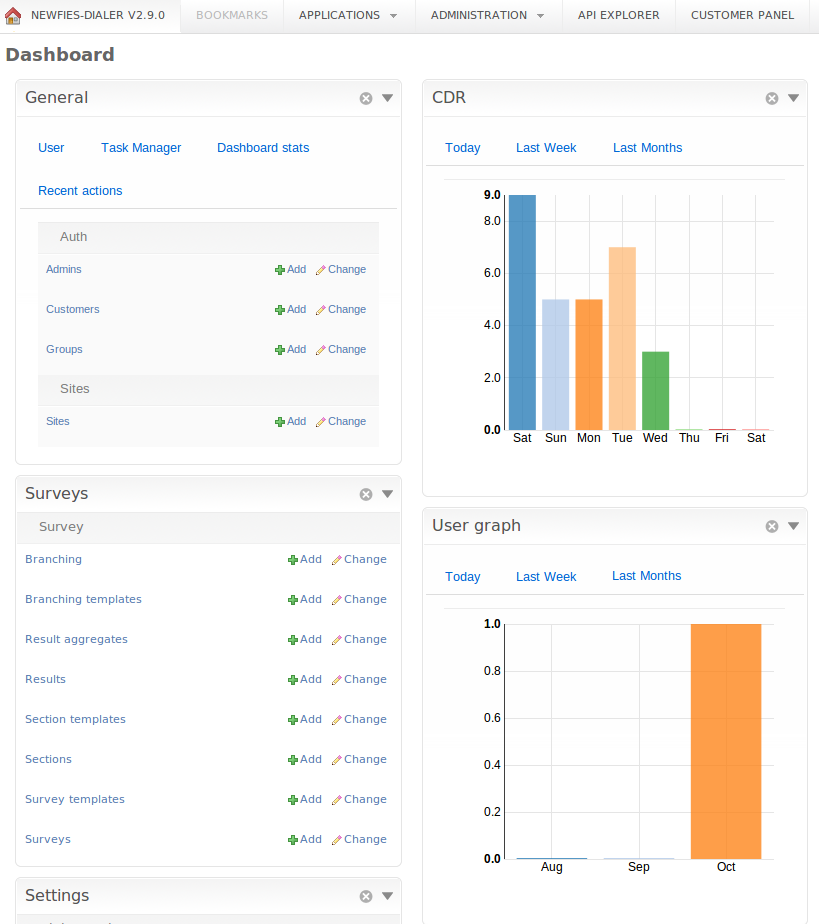 NEWFIES-DIALER V2.9.0 BOOKMARKS APPLICATIONS ADMINISTRATION API EXPLORER CUSTOMER PANEL
Dashboard
General
User Task Manager Dashboard stats
Recent actions
Auth
Admins Add Change
Customers Add Change
Groups Add Change
Sites
Sites Add Change
Surveys
Survey
Branching Add Change
Branching templates Add Change
Result aggregates Add Change
Results Add Change
Section templates Add Change
Sections Add Change
Survey templates Add Change
Surveys Add Change
Settings
CDR
Today Last Week Last Months
9.0
8.0
6.0
4.0
2.0
0.0
Sat Sun Mon Tue Wed Thu Fri Sat
User graph
Today Last Week Last Months
1.0
0.8
0.6
0.4
0.2
0.0
Aug Sep Oct